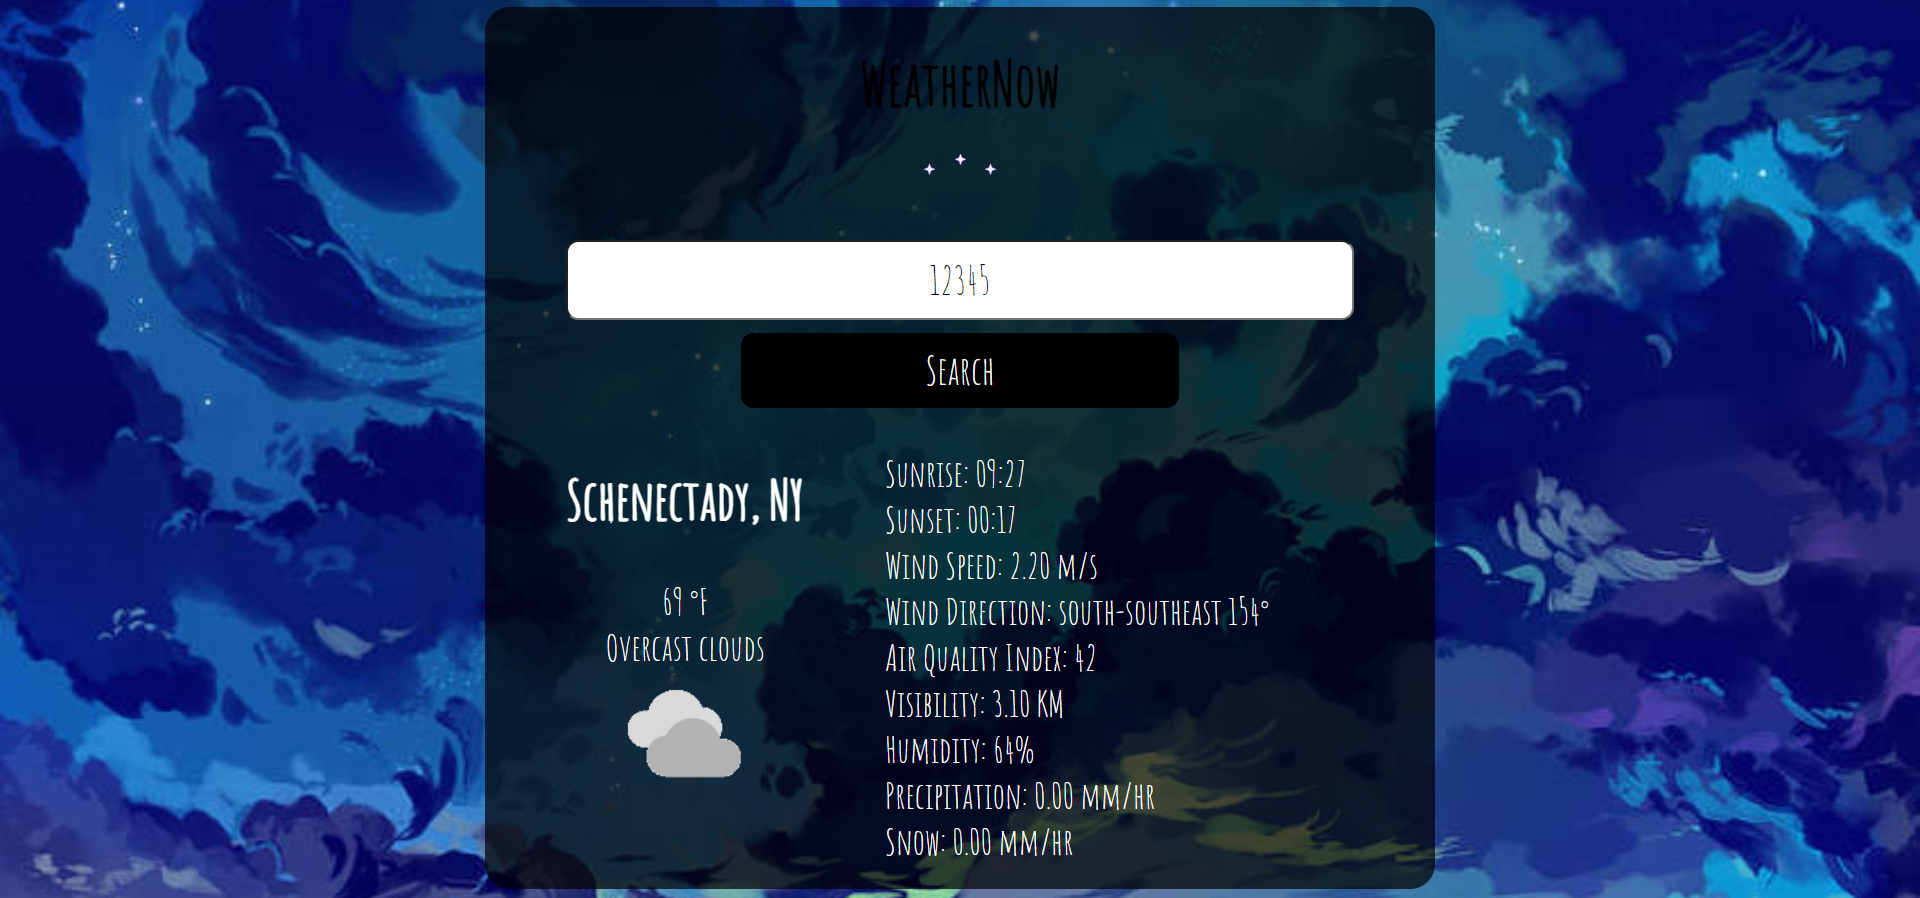 WeatherNow
12345
Search
Schenectady, NY
69 °F
Overcast clouds
Sunrise: 09:27
Sunset: 00:17
Wind Speed: 2.20 m/s
Wind Direction: south-southeast 154°
Air Quality Index: 42
Visibility: 3.10 KM
Humidity: 64%
Precipitation: 0.00 mm/hr
Snow: 0.00 mm/hr